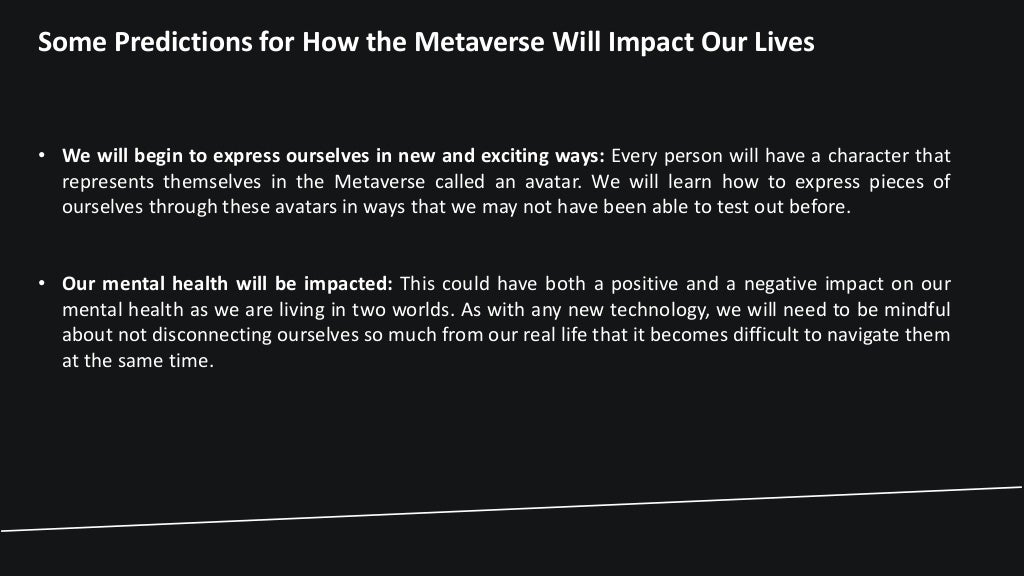 Some Predictions for How the Metaverse Will Impact Our Lives
• We will begin to express ourselves in new and exciting ways: Every person will have a character that
represents themselves in the Metaverse called an avatar. We will learn how to express pieces of
ourselves through these avatars in ways that we may not have been able to test out before.
• Our mental health will be impacted: This could have both a positive and a negative impact on our
mental health as we are living in two worlds. As with any new technology, we will need to be mindful
about not disconnecting ourselves so much from our real life that it becomes difficult to navigate them
at the same time.